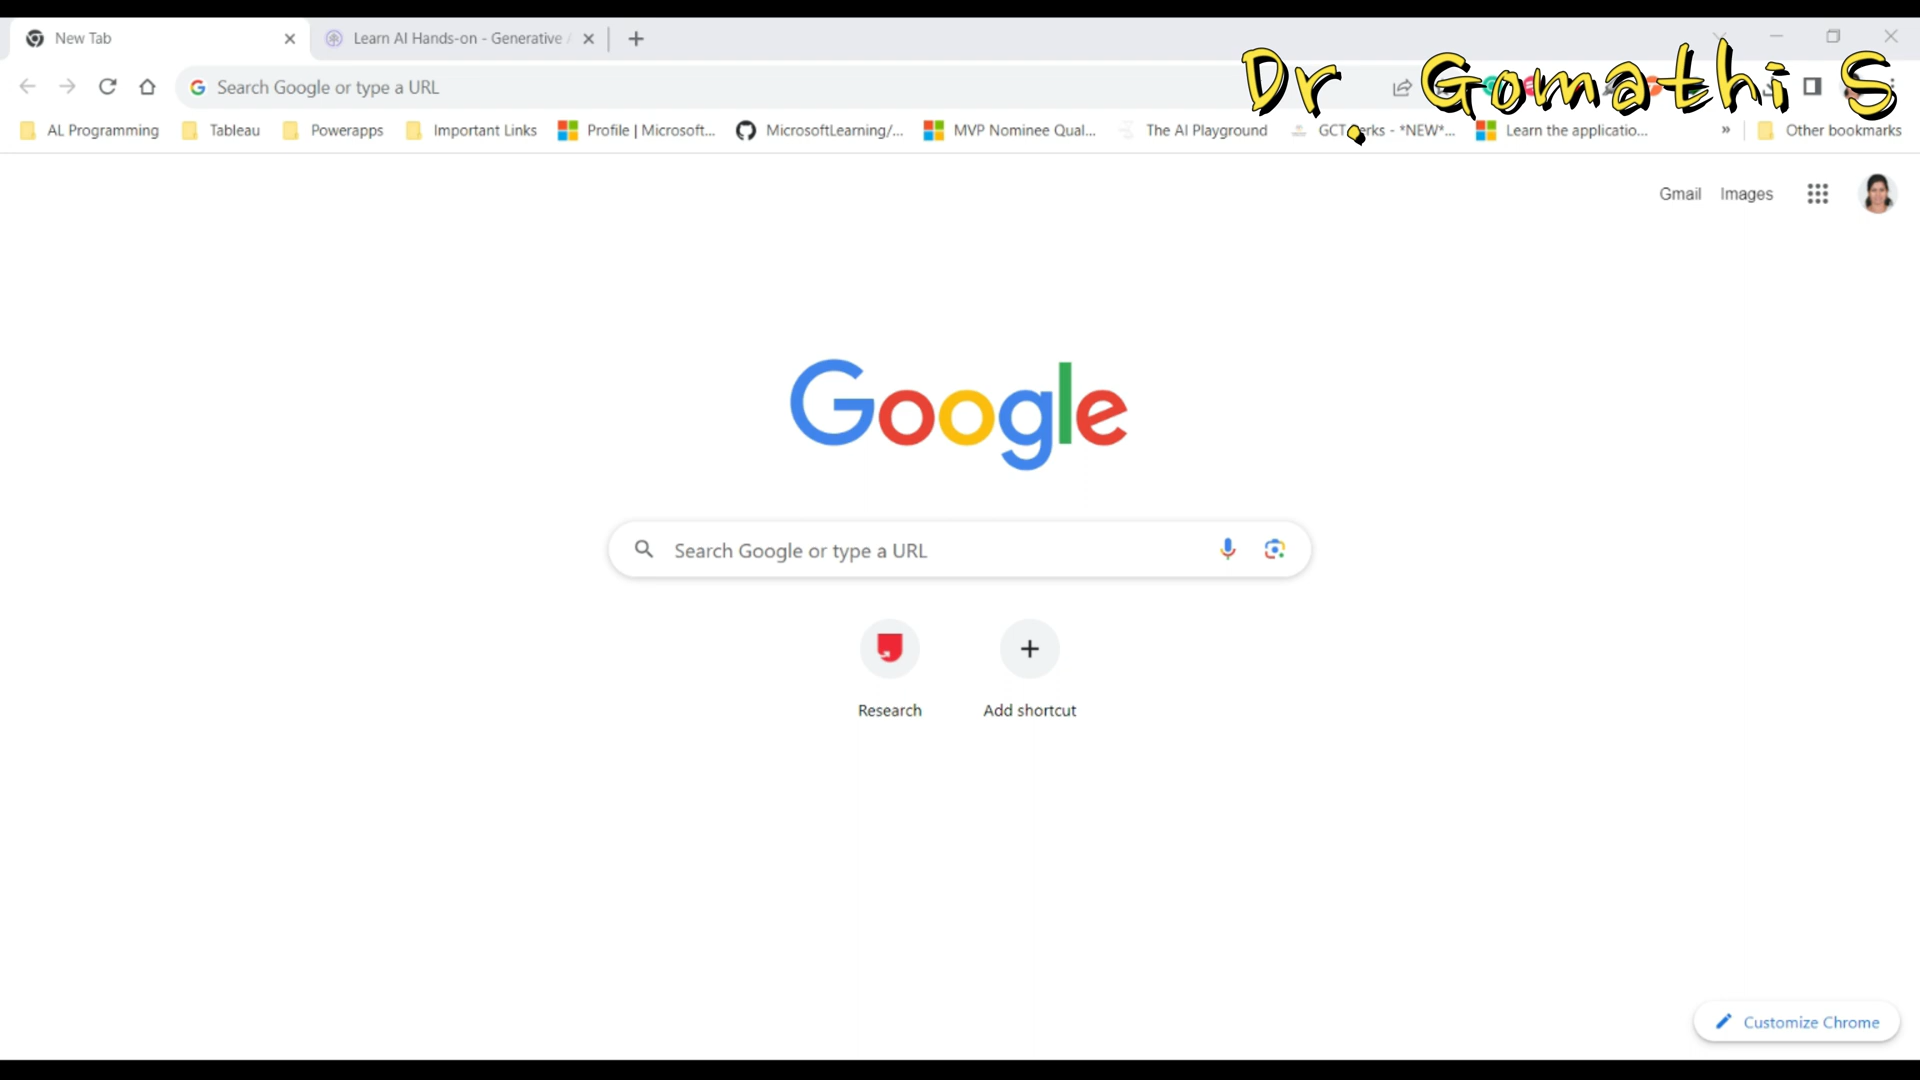 New Tab
Learn AI Hands-on - Generative
Dr. Gomathi S
Search Google or type a URL
AL Programming Tableau Powerapps Important Links Profile | Microsoft... MicrosoftLearning/... MVP Nominee Qual... The AI Playground GCT - *NEW*... Learn the applicatio... » Other bookmarks
Gmail Images
Google
Search Google or type a URL
Research Add shortcut
Customize Chrome